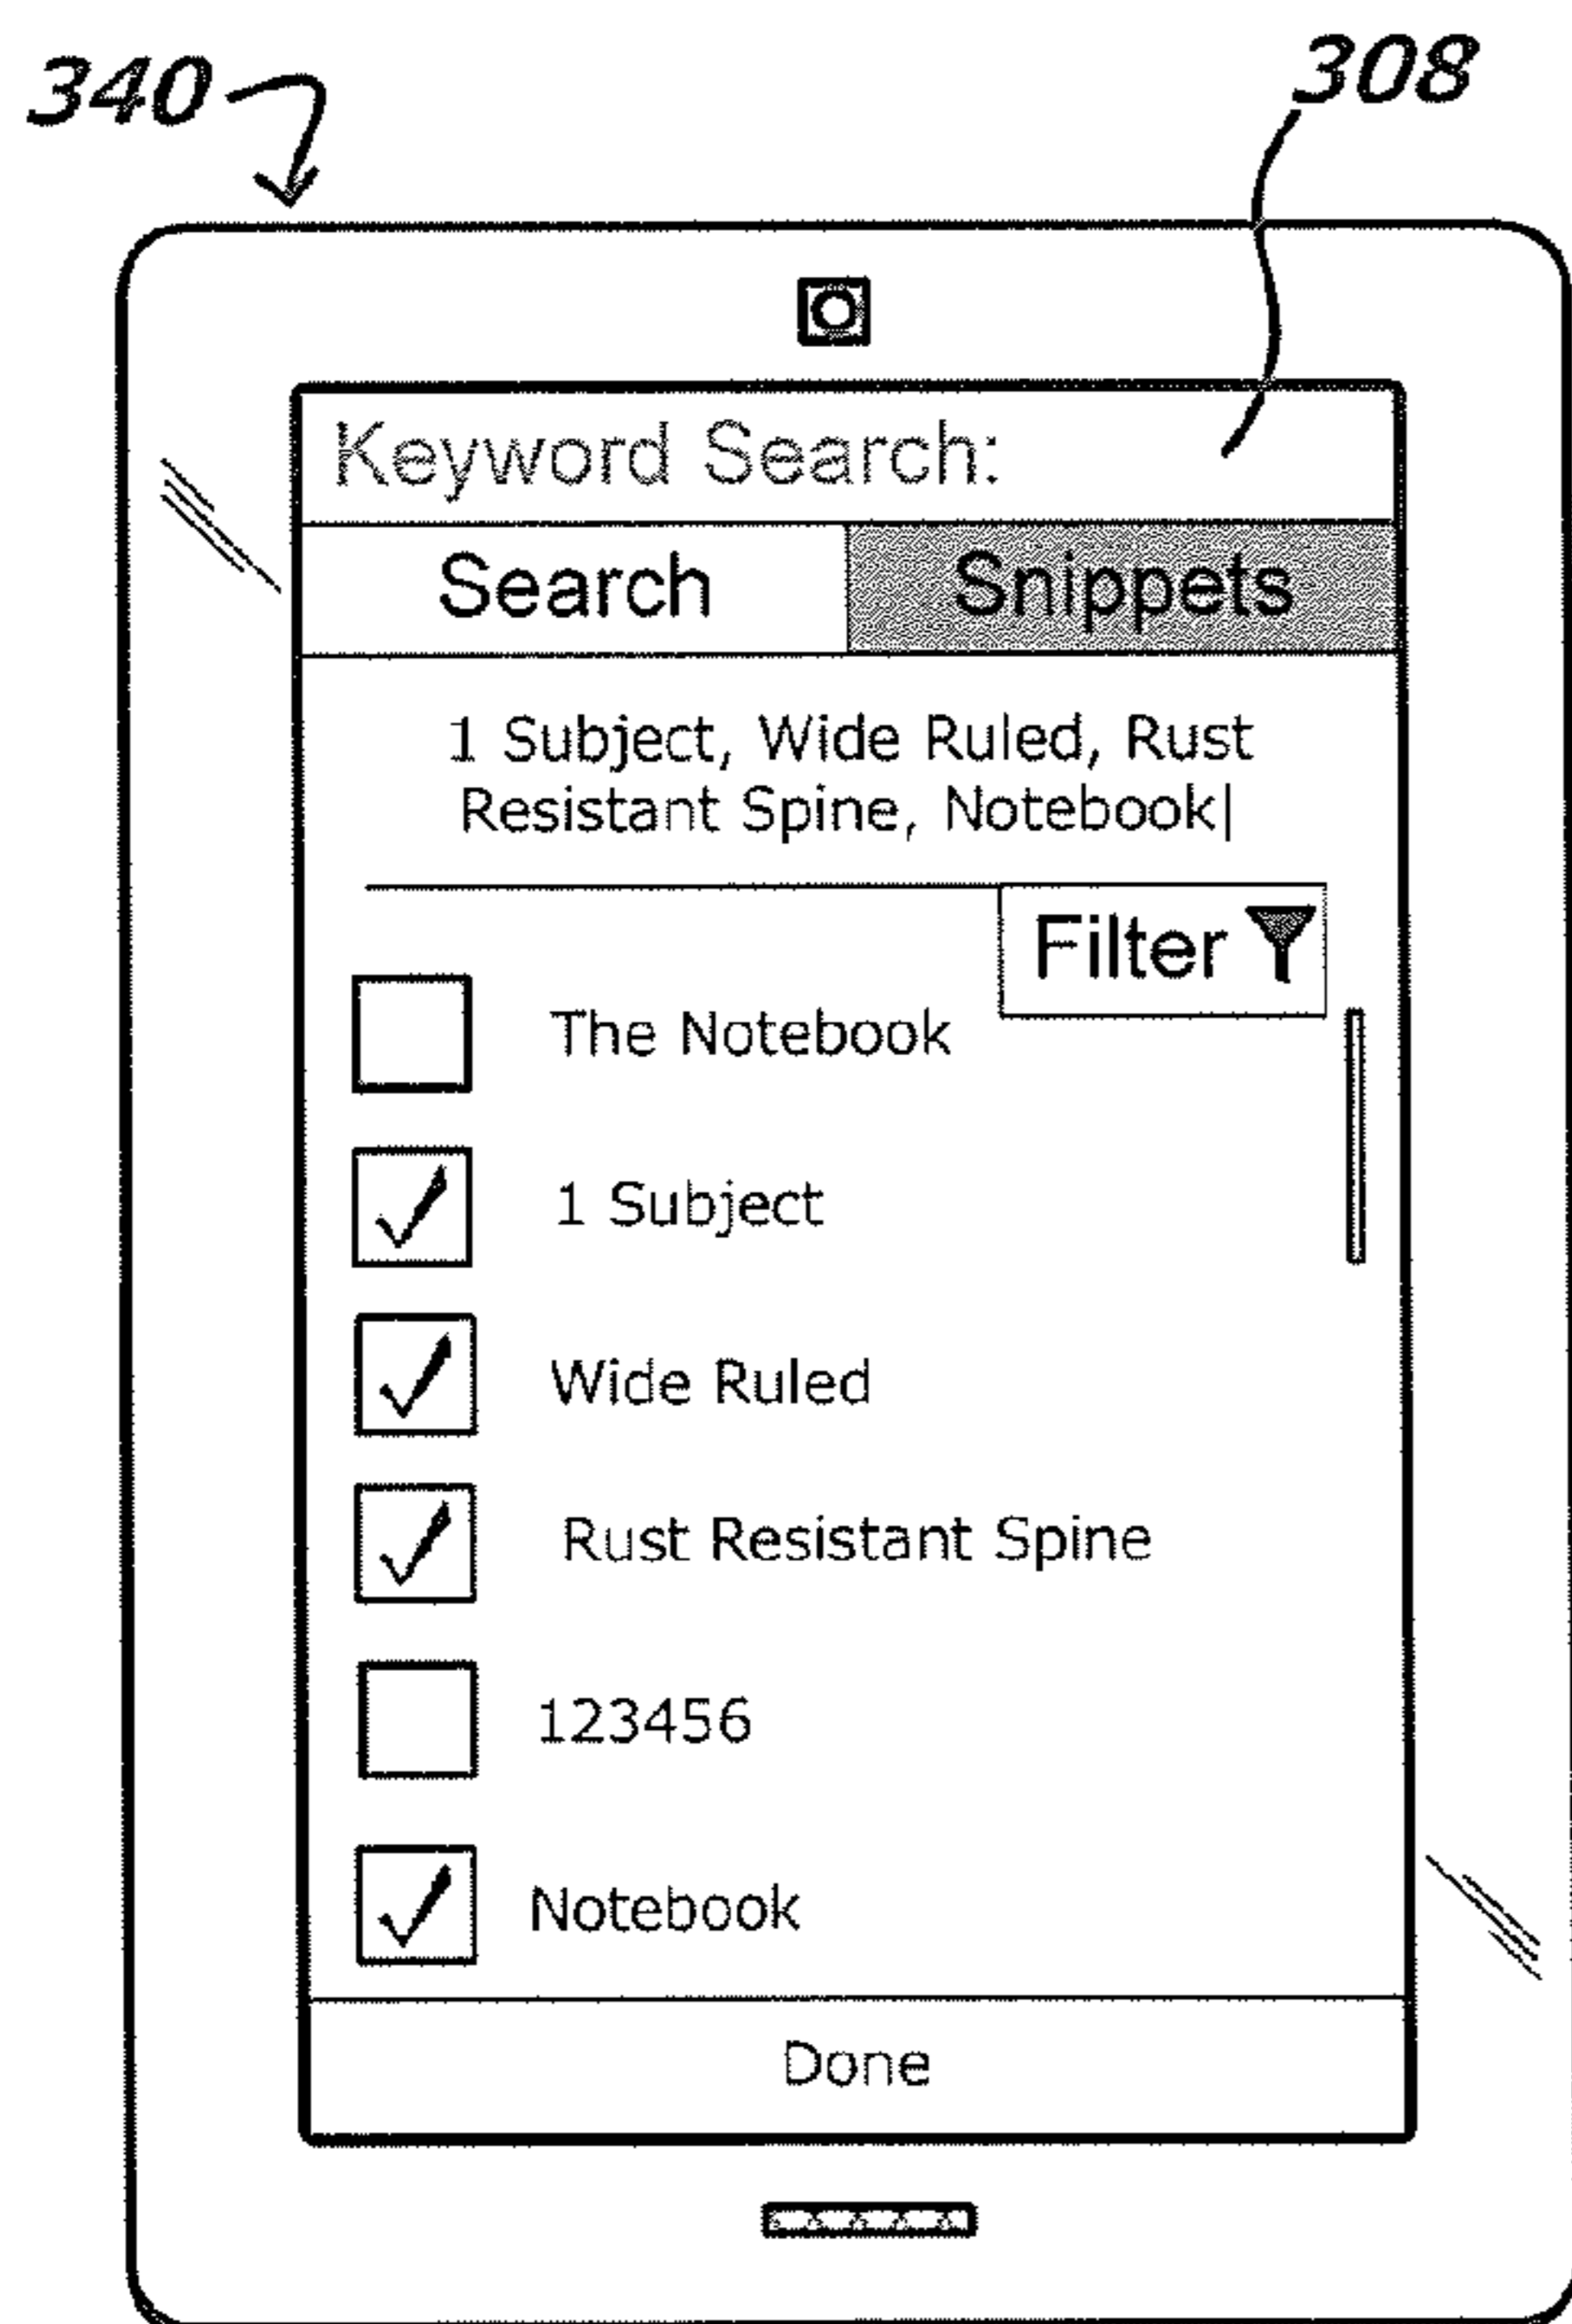 340
308
Keyword Search:
Search Snippets
1 Subject, Wide Ruled, Rust
Resistant Spine, Notebook|
Filter
The Notebook
1 Subject
Wide Ruled
Rust Resistant Spine
123456
Notebook
Done